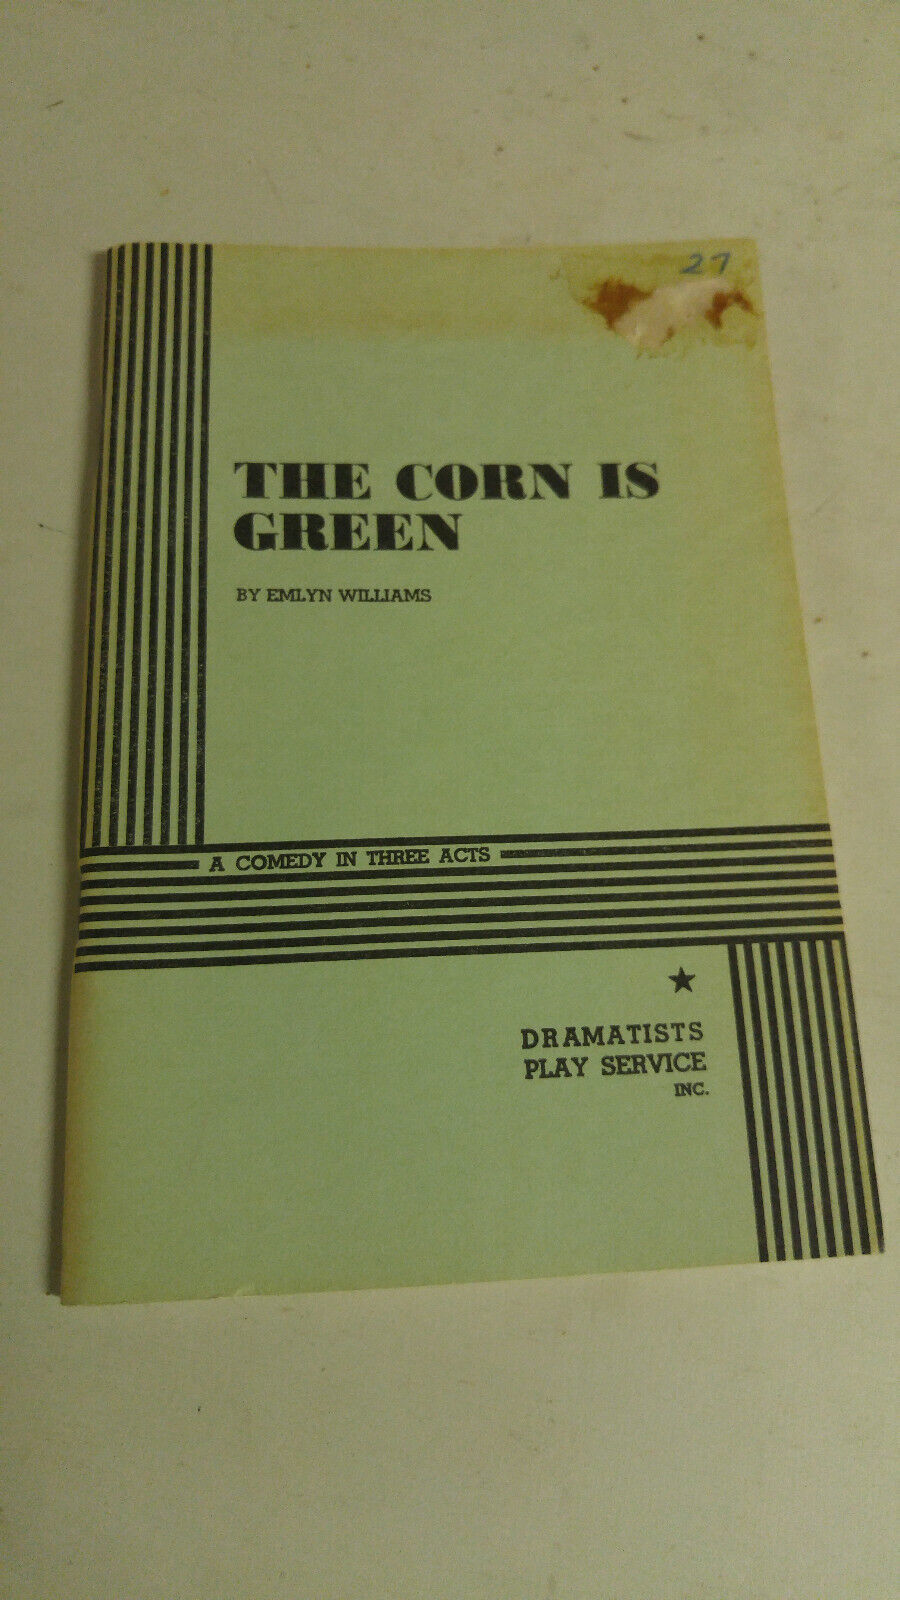 27
THE CORN IS
GREEN
BY EMLYN WILLIAMS
A COMEDY IN THREE ACTS
DRAMATISTS
PLAY SERVICE
INC.